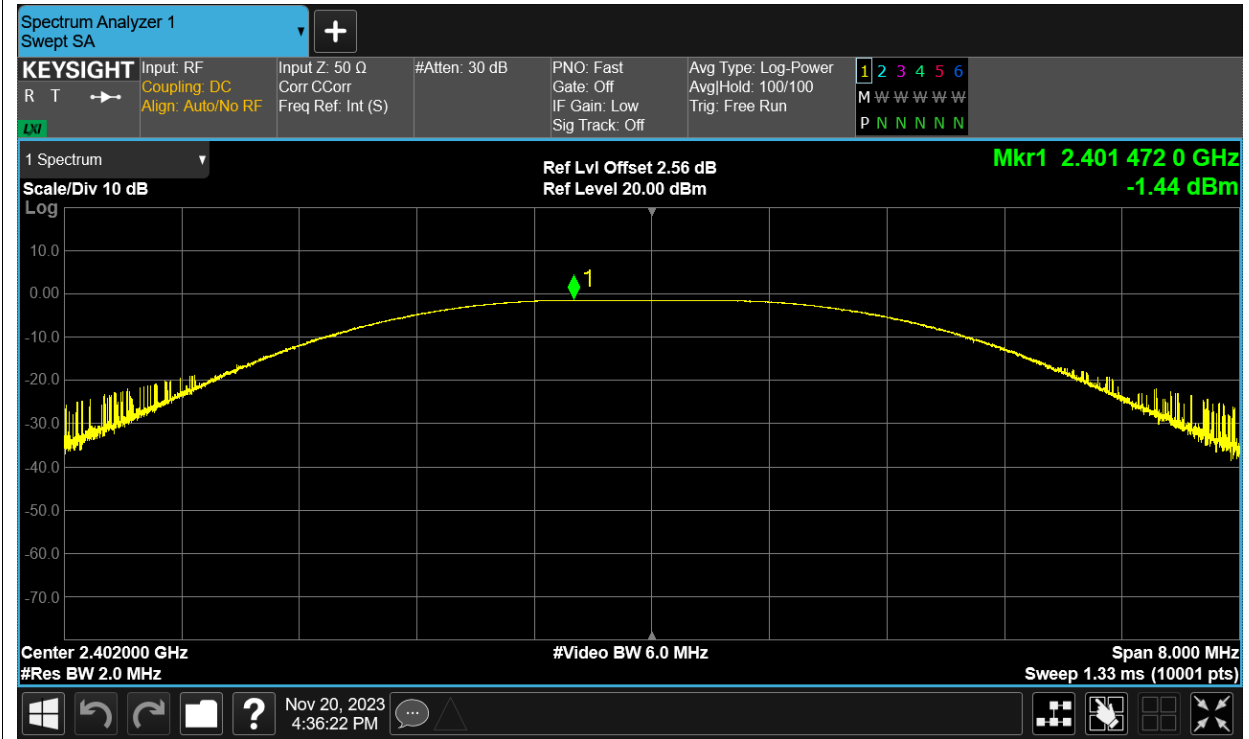 Spectrum Analyzer 1
Swept SA
KEYSIGHT
R T
LXI
Input: RF
Coupling: DC
Align: Auto/No RF
Input Z: 50 Ω
Corr CCorr
Freq Ref: Int (S)
#Atten: 30 dB
PNO: Fast
Gate: Off
IF Gain: Low
Sig Track: Off
Avg Type: Log-Power
Avg|Hold: 100/100
Trig: Free Run
1 2 3 4 5 6
M W W W W W
P N N N N N
1 Spectrum
Scale/Div 10 dB
Ref Lvl Offset 2.56 dB
Ref Level 20.00 dBm
Mkr1 2.401 472 0 GHz
-1.44 dBm
Log
10.0
0.00
-10.0
-20.0
-30.0
-40.0
-50.0
-60.0
-70.0
1
Center 2.402000 GHz
#Res BW 2.0 MHz
#Video BW 6.0 MHz
Span 8.000 MHz
Sweep 1.33 ms (10001 pts)
?
Nov 20, 2023
4:36:22 PM